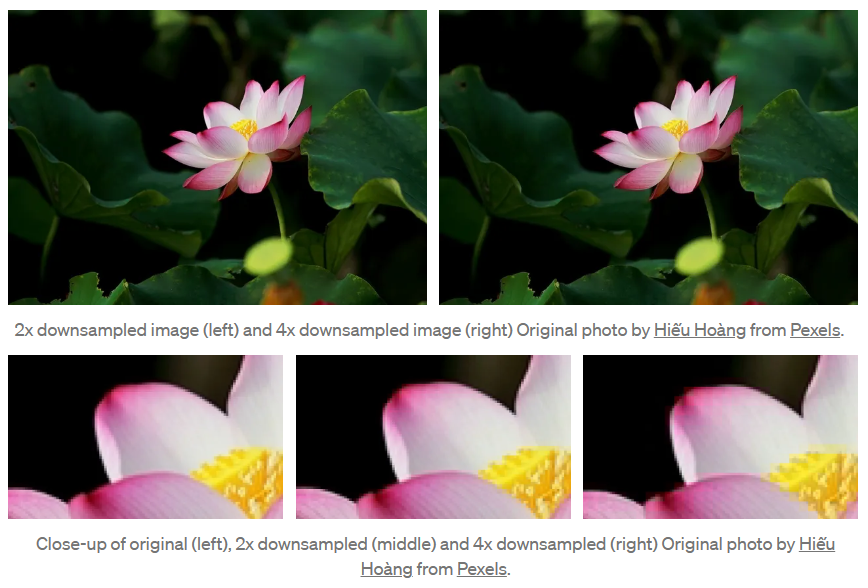 2x downsampled image (left) and 4x downsampled image (right) Original photo by Hiếu Hoàng from Pexels.
Close-up of original (left), 2x downsampled (middle) and 4x downsampled (right) Original photo by Hiếu
Hoàng from Pexels.